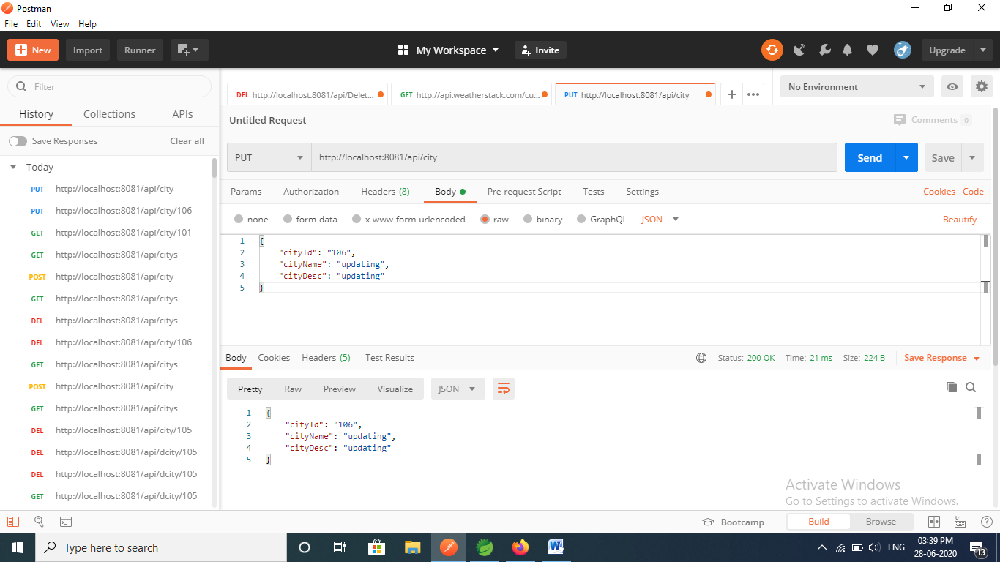 Postman
File Edit View Help
New Import Runner My Workspace Invite Upgrade
Filter
History Collections APIs
Save Responses Clear all
Today
PUT http://localhost:8081/api/city
PUT http://localhost:8081/api/city/106
GET http://localhost:8081/api/city/101
GET http://localhost:8081/api/citys
POST http://localhost:8081/api/city
GET http://localhost:8081/api/citys
DEL http://localhost:8081/api/citys
DEL http://localhost:8081/api/city/106
GET http://localhost:8081/api/citys
POST http://localhost:8081/api/city
GET http://localhost:8081/api/citys
DEL http://localhost:8081/api/city/105
DEL http://localhost:8081/api/dcity/105
DEL http://localhost:8081/api/dcity/105
GET http://localhost:8081/api/dcity/105
DEL http://localhost:8081/api/Delet... GET http://api.weatherstack.com/cu... PUT http://localhost:8081/api/city No Environment
Untitled Request Comments 0
PUT http://localhost:8081/api/city Send Save
Params Authorization Headers (8) Body Pre-request Script Tests Settings Cookies Code
none form-data x-www-form-urlencoded raw binary GraphQL JSON Beautify
1 {
2 "cityId": "106",
3 "cityName": "updating",
4 "cityDesc": "updating"
5 }
Body Cookies Headers (5) Test Results Status: 200 OK Time: 21 ms Size: 224 B Save Response
Pretty Raw Preview Visualize JSON
1 {
2 "cityId": "106",
3 "cityName": "updating",
4 "cityDesc": "updating"
5 }
Activate Windows
Go to Settings to activate Windows.
Bootcamp Build Browse
Type here to search ENG 03:39 PM
28-06-2020 13